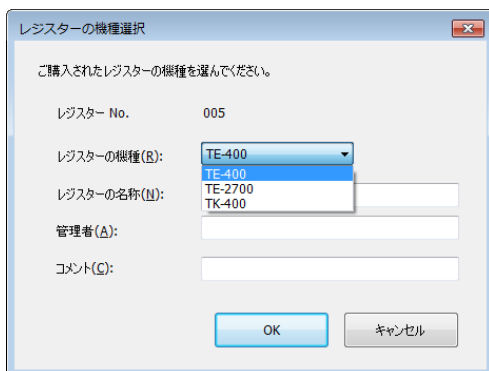 レジスターの機種選択
ご購入されたレジスターの機種を選んでください。
レジスター No. 005
レジスターの機種(R): TE-400
TE-400
TE-2700
TK-400
レジスターの名称(N):
管理者(A):
コメント(C):
OK キャンセル